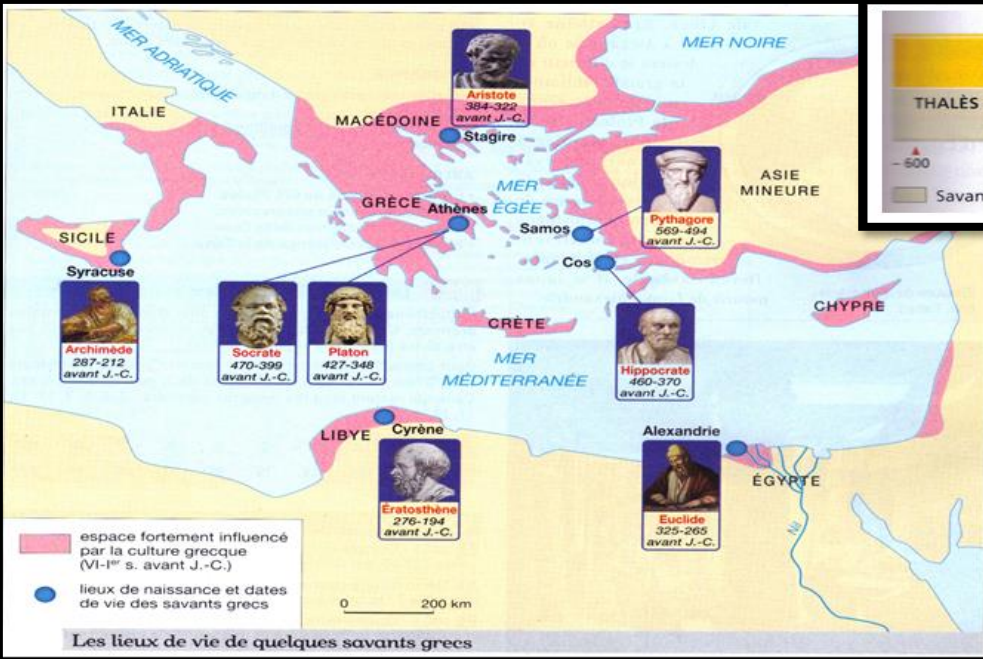 MER ADRIATIQUE
MER NOIRE
ITALIE
MACÉDOINE
Aristote
384-322
avant J.-C.
Stagire
THALÈS
– 600
Savan
ASIE
MINEURE
Pythagore
569-494
avant J.-C.
MER
ÉGÉE
GRÈCE
Athènes
Samos
Cos
SICILE
Syracuse
Archimède
287-212
avant J.-C.
Socrate
470-399
avant J.-C.
Platon
427-348
avant J.-C.
CRÈTE
CHYPRE
MER
MÉDITERRANÉE
Hippocrate
460-370
avant J.-C.
LIBYE
Cyrène
Ératosthène
276-194
avant J.-C.
Alexandrie
ÉGYPTE
Nil
Euclide
325-265
avant J.-C.
espace fortement influencé
par la culture grecque
(VI-Ier s. avant J.-C.)
lieux de naissance et dates
de vie des savants grecs
0 200 km
Les lieux de vie de quelques savants grecs